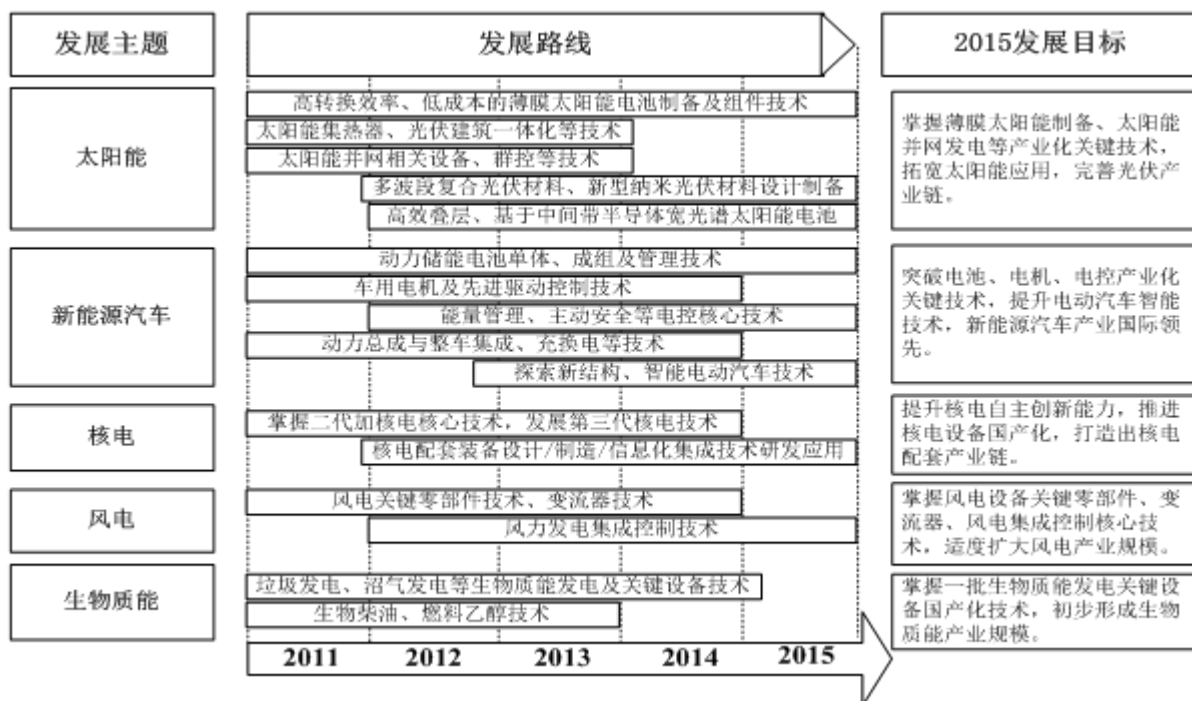 发展主题
发展路线
2015发展目标
太阳能
高转换效率、低成本的薄膜太阳能电池制备及组件技术
太阳能集热器、光伏建筑一体化等技术
太阳能并网相关设备、群控等技术
多波段复合光伏材料、新型纳米光伏材料设计制备
高效叠层、基于中间带半导体宽光谱太阳能电池
掌握薄膜太阳能制备、太阳能
并网发电等产业化关键技术，
拓宽太阳能应用，完善光伏产
业链。
新能源汽车
动力储能电池单体、成组及管理技术
车用电机及先进驱动控制技术
能量管理、主动安全等电控核心技术
动力总成与整车集成、充换电等技术
探索新结构、智能电动汽车技术
突破电池、电机、电控产业化
关键技术，提升电动汽车智能
技术，新能源汽车产业国际领
先。
核电
掌握二代加核电核心技术，发展第三代核电技术
核电配套装备设计/制造/信息化集成技术研发应用
提升核电自主创新能力，推进
核电设备国产化，打造出核电
配套产业链。
风电
风电关键零部件技术、变流器技术
风力发电集成控制技术
掌握风电设备关键零部件、变
流器、风电集成控制核心技
术，适度扩大风电产业规模。
生物质能
垃圾发电、沼气发电等生物质能发电及关键设备技术
生物柴油、燃料乙醇技术
掌握一批生物质能发电关键设
备国产化技术，初步形成生物
质能产业规模。
2011 2012 2013 2014 2015